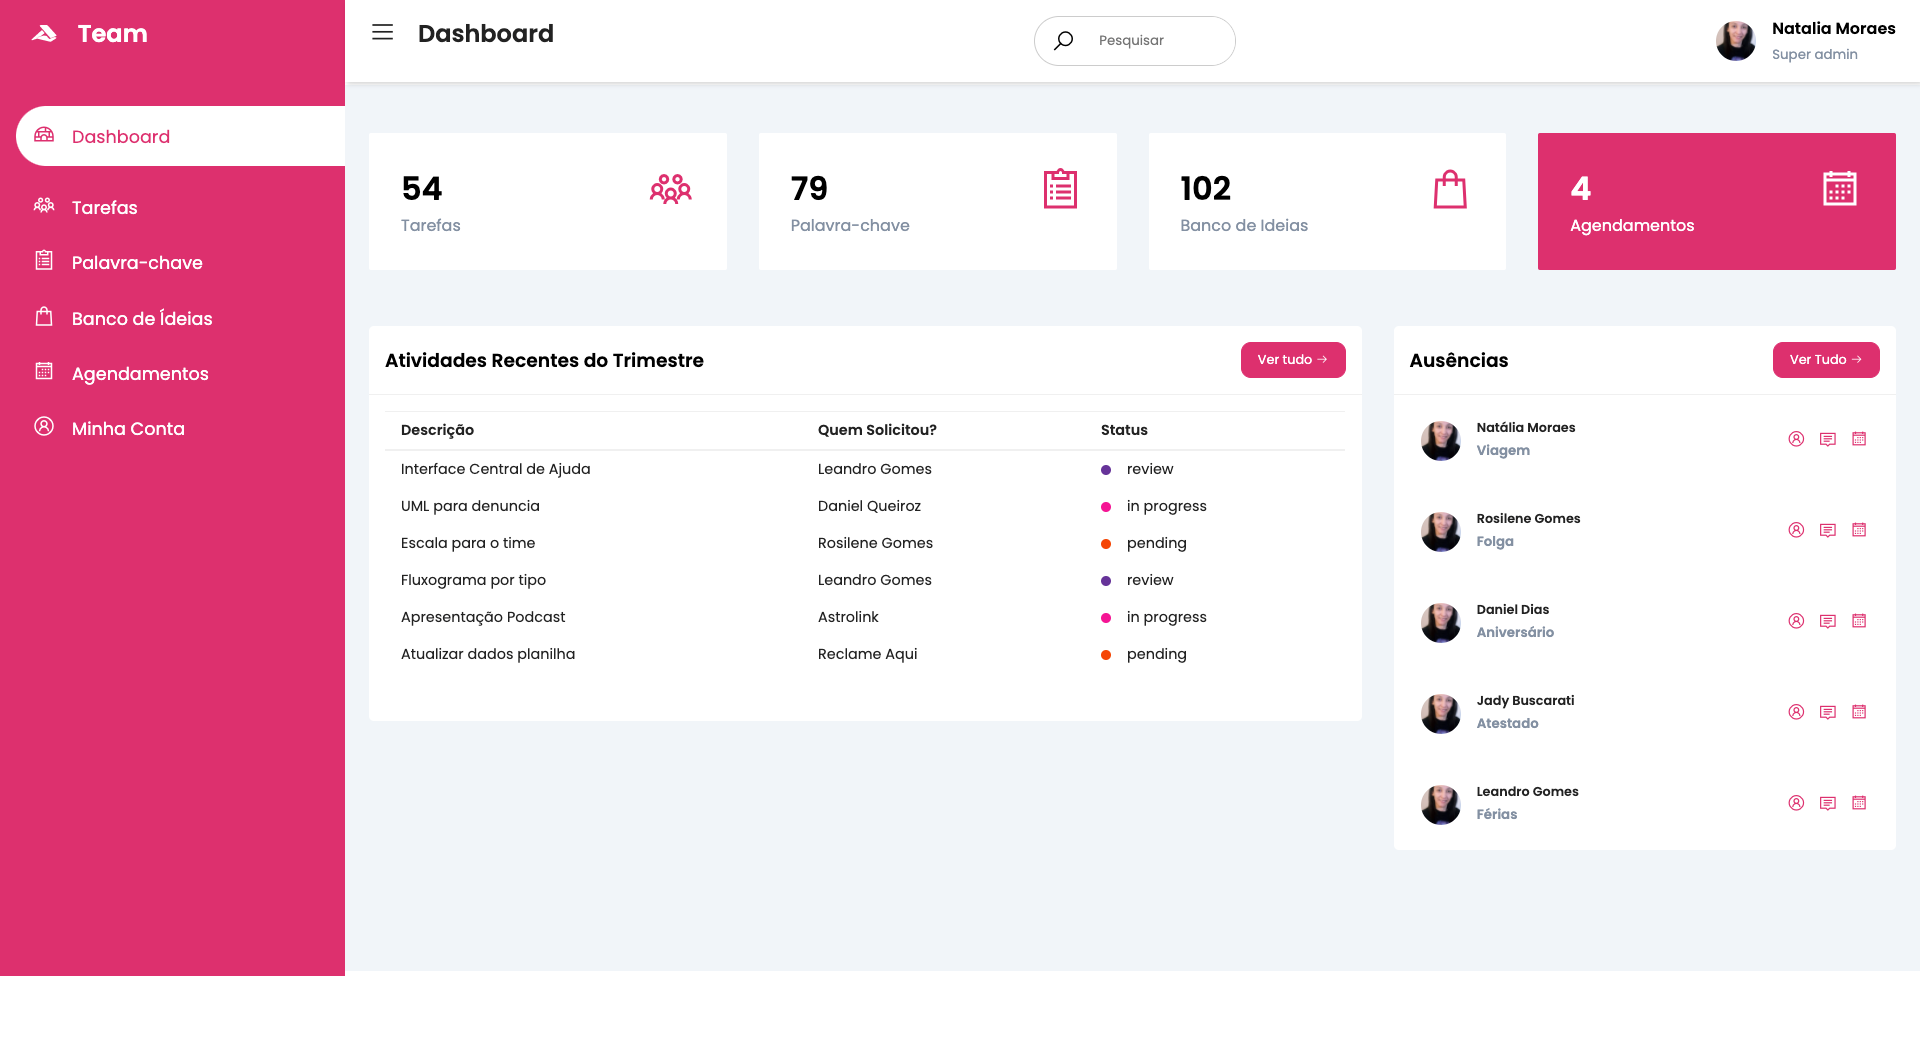 Team
Dashboard
Tarefas
Palavra-chave
Banco de Ídeias
Agendamentos
Minha Conta
Dashboard
Pesquisar
Natalia Moraes
Super admin
54
Tarefas
79
Palavra-chave
102
Banco de Ideias
4
Agendamentos
Atividades Recentes do Trimestre
Ver tudo
Descrição Quem Solicitou? Status
Interface Central de Ajuda Leandro Gomes review
UML para denuncia Daniel Queiroz in progress
Escala para o time Rosilene Gomes pending
Fluxograma por tipo Leandro Gomes review
Apresentação Podcast Astrolink in progress
Atualizar dados planilha Reclame Aqui pending
Ausências
Ver Tudo
Natália Moraes
Viagem
Rosilene Gomes
Folga
Daniel Dias
Aniversário
Jady Buscarati
Atestado
Leandro Gomes
Férias